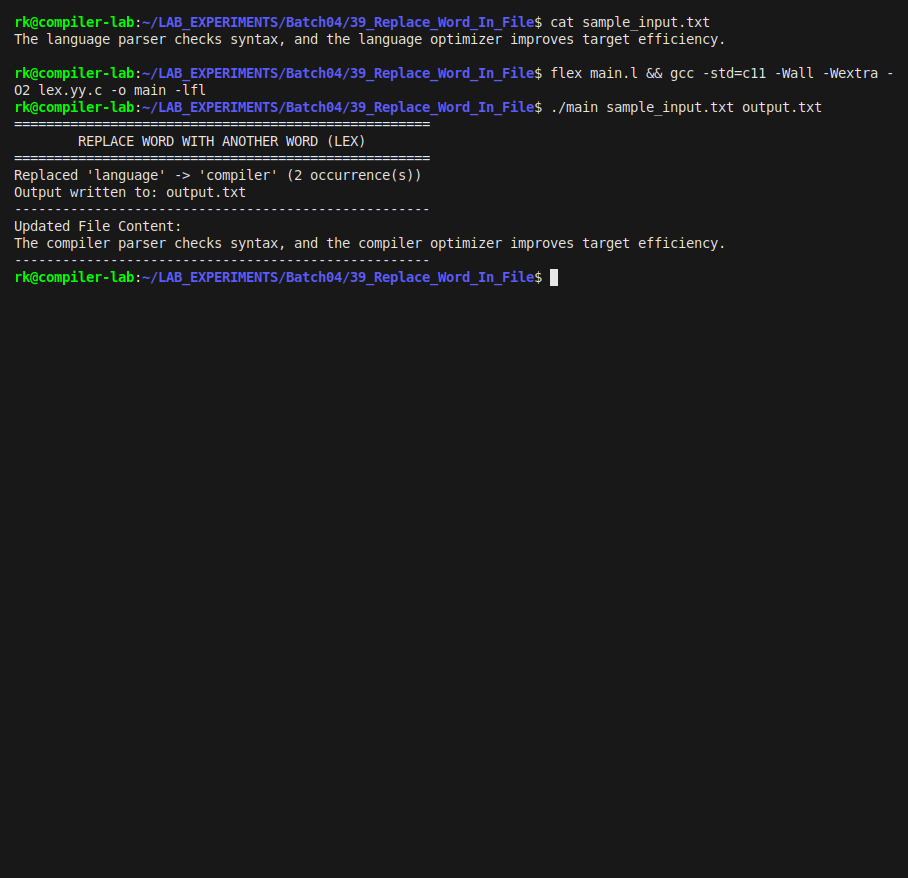 rk@compiler-lab:~/LAB_EXPERIMENTS/Batch04/39_Replace_Word_In_File$ cat sample_input.txt
The language parser checks syntax, and the language optimizer improves target efficiency.
rk@compiler-lab:~/LAB_EXPERIMENTS/Batch04/39_Replace_Word_In_File$ flex main.l && gcc -std=c11 -Wall -Wextra -
O2 lex.yy.c -o main -lfl
rk@compiler-lab:~/LAB_EXPERIMENTS/Batch04/39_Replace_Word_In_File$ ./main sample_input.txt output.txt
====================================================
REPLACE WORD WITH ANOTHER WORD (LEX)
====================================================
Replaced 'language' -> 'compiler' (2 occurrence(s))
Output written to: output.txt
----------------------------------------------------
Updated File Content:
The compiler parser checks syntax, and the compiler optimizer improves target efficiency.
----------------------------------------------------
rk@compiler-lab:~/LAB_EXPERIMENTS/Batch04/39_Replace_Word_In_File$